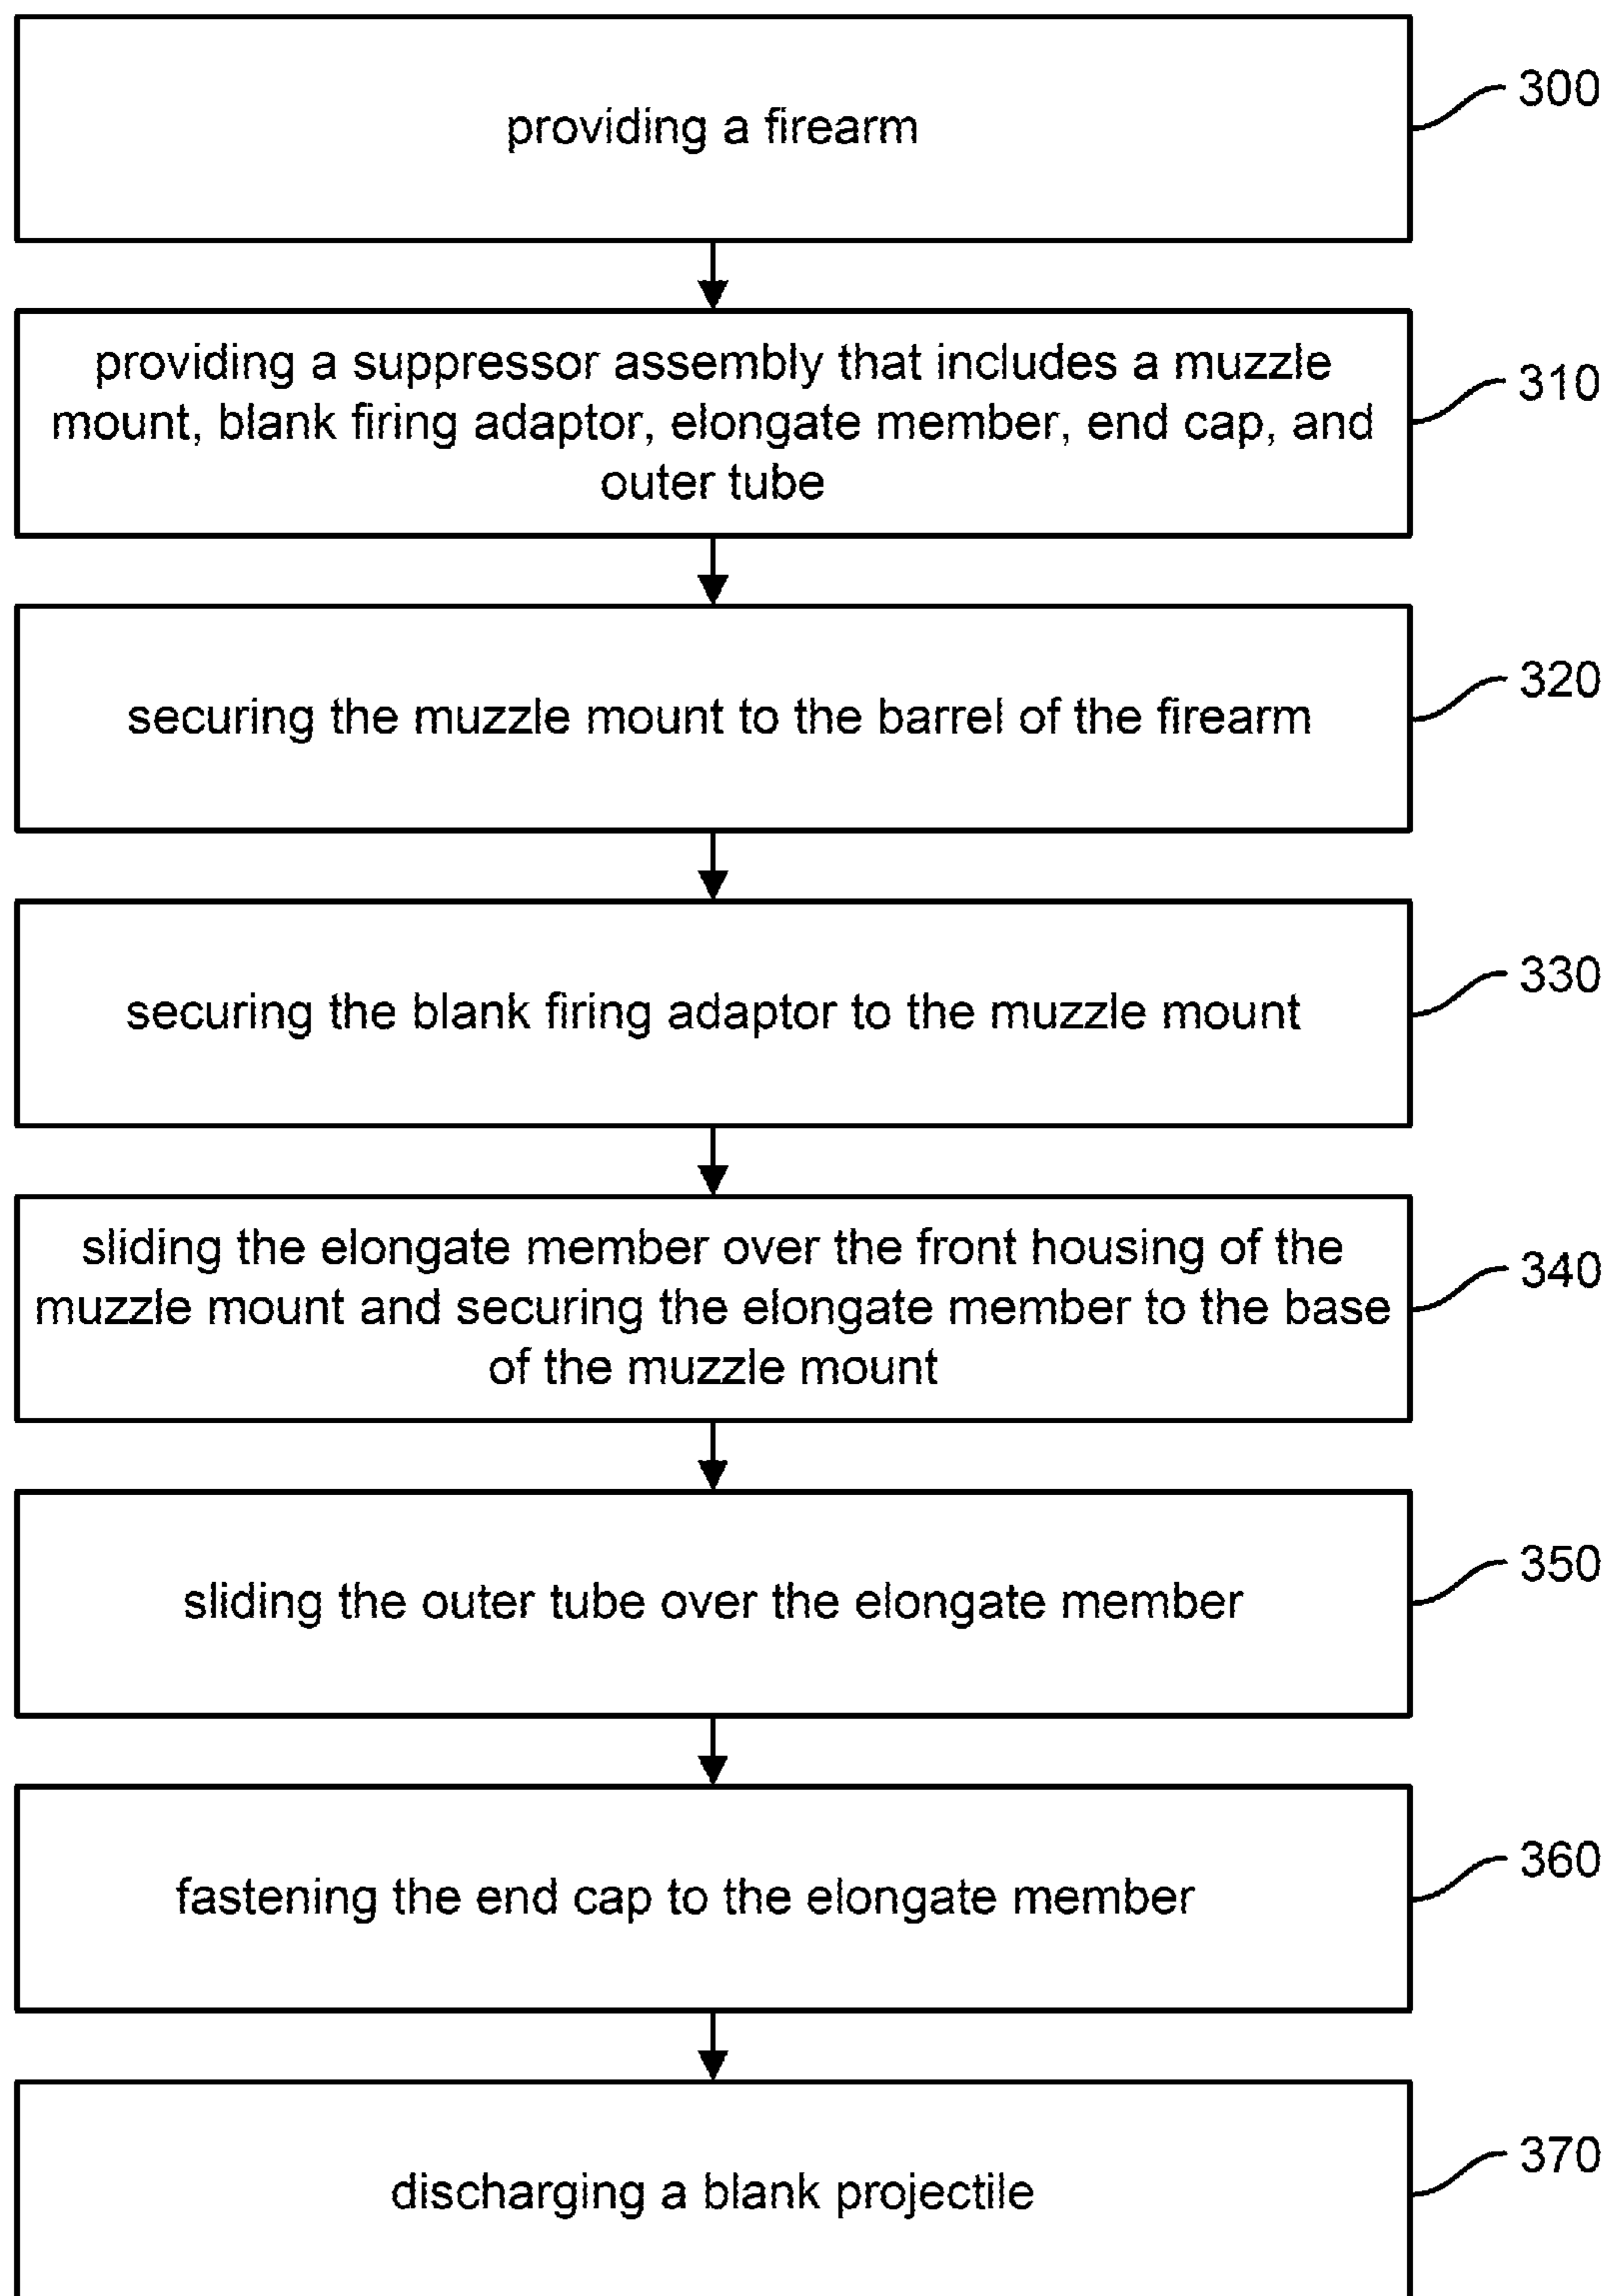 providing a firearm
300
providing a suppressor assembly that includes a muzzle
mount, blank firing adaptor, elongate member, end cap, and
outer tube
310
securing the muzzle mount to the barrel of the firearm
320
securing the blank firing adaptor to the muzzle mount
330
sliding the elongate member over the front housing of the
muzzle mount and securing the elongate member to the base
of the muzzle mount
340
sliding the outer tube over the elongate member
350
fastening the end cap to the elongate member
360
discharging a blank projectile
370